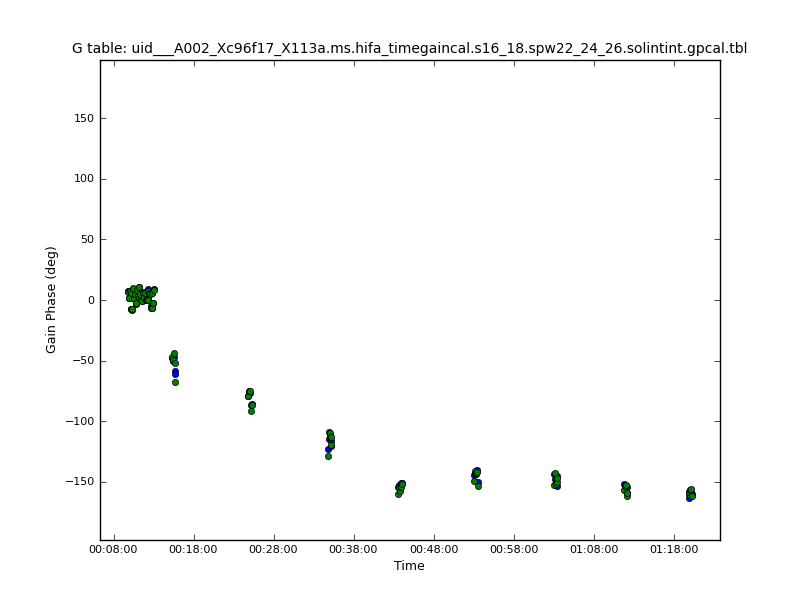 G table: uid___A002_Xc96f17_X113a.ms.hifa_timegaincal.s16_18.spw22_24_26.solintint.gpcal.tbl
150
100
50
0
−50
−100
−150
Gain Phase (deg)
00:08:00 00:18:00 00:28:00 00:38:00 00:48:00 00:58:00 01:08:00 01:18:00
Time